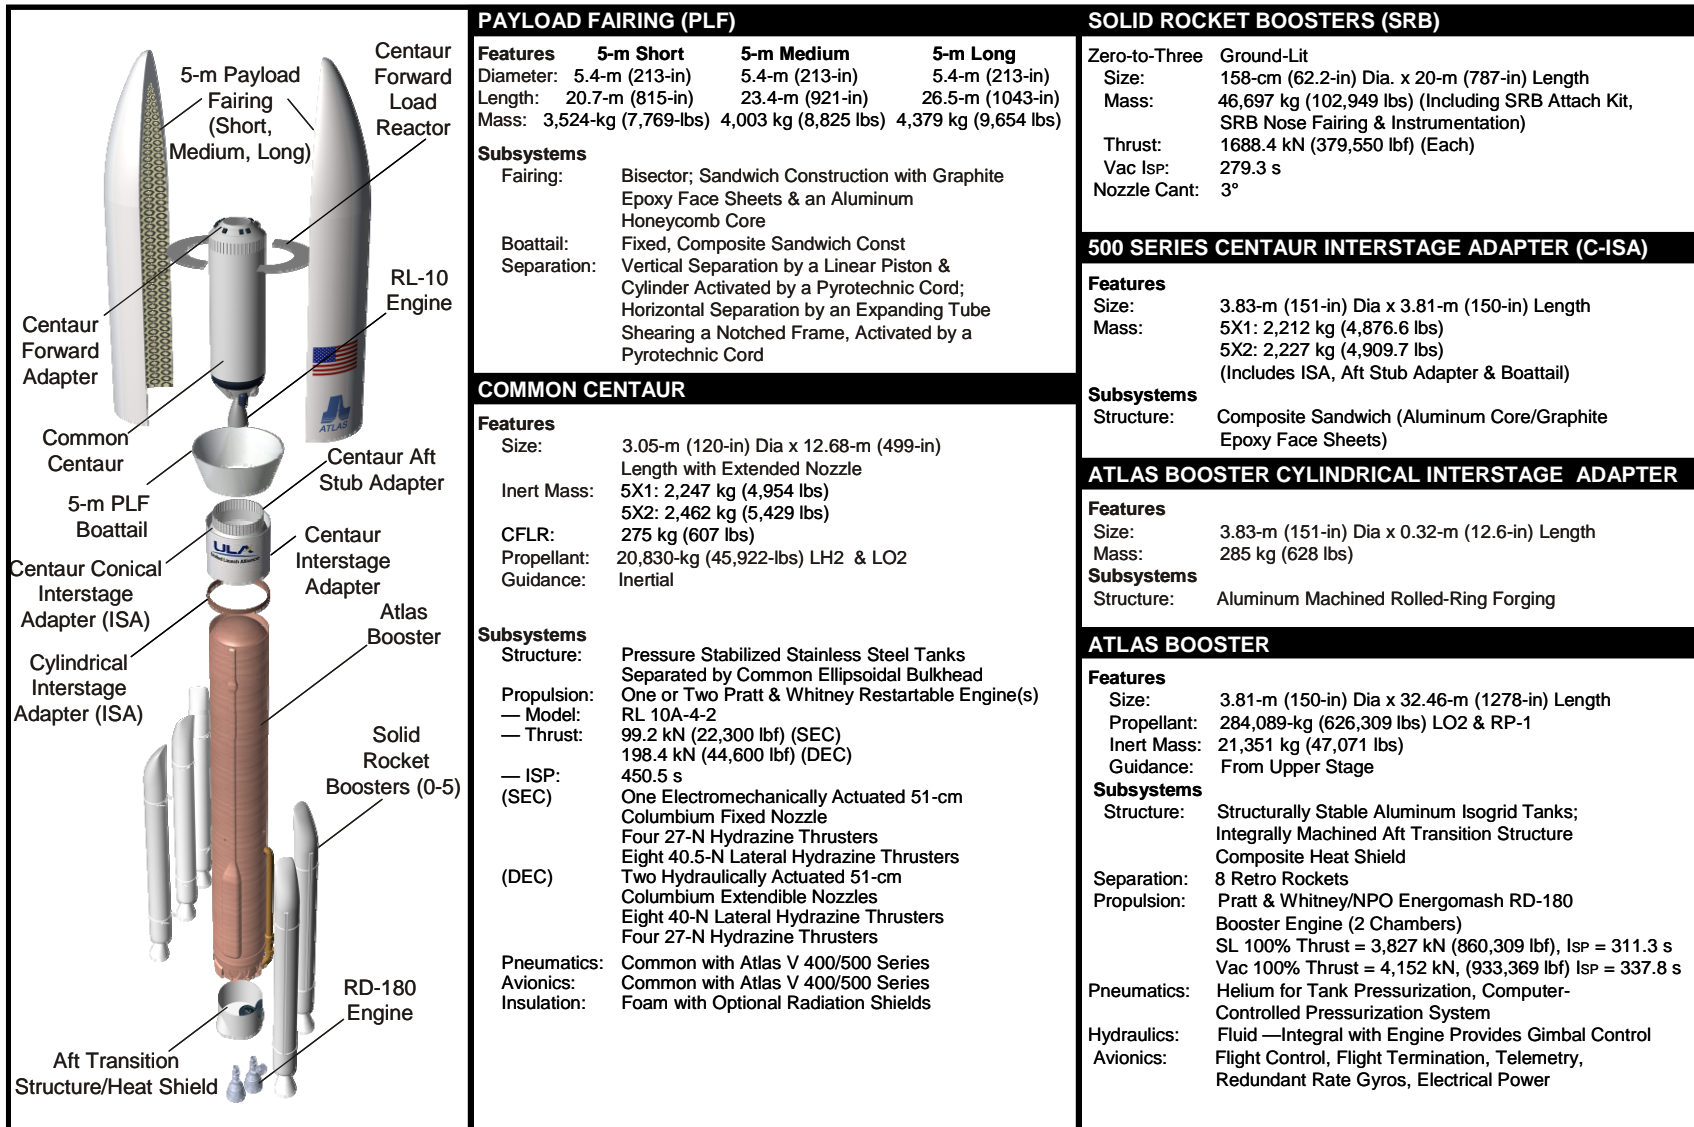 Centaur
Forward
Load
Reactor
5-m Payload
Fairing
(Short,
Medium, Long)
RL-10
Engine
Centaur
Forward
Adapter
ATLAS
Common
Centaur
Centaur Aft
Stub Adapter
5-m PLF
Boattail
ULA
United Launch Alliance
Centaur
Interstage
Adapter
Centaur Conical
Interstage
Adapter (ISA)
Atlas
Booster
Cylindrical
Interstage
Adapter (ISA)
Solid
Rocket
Boosters (0-5)
RD-180
Engine
Aft Transition
Structure/Heat Shield
PAYLOAD FAIRING (PLF)
Features 5-m Short 5-m Medium 5-m Long
Diameter: 5.4-m (213-in) 5.4-m (213-in) 5.4-m (213-in)
Length: 20.7-m (815-in) 23.4-m (921-in) 26.5-m (1043-in)
Mass: 3,524-kg (7,769-lbs) 4,003 kg (8,825 lbs) 4,379 kg (9,654 lbs)
Subsystems
Fairing: Bisector; Sandwich Construction with Graphite
Epoxy Face Sheets & an Aluminum
Honeycomb Core
Boattail: Fixed, Composite Sandwich Const
Separation: Vertical Separation by a Linear Piston &
Cylinder Activated by a Pyrotechnic Cord;
Horizontal Separation by an Expanding Tube
Shearing a Notched Frame, Activated by a
Pyrotechnic Cord
COMMON CENTAUR
Features
Size: 3.05-m (120-in) Dia x 12.68-m (499-in)
Length with Extended Nozzle
Inert Mass: 5X1: 2,247 kg (4,954 lbs)
5X2: 2,462 kg (5,429 lbs)
CFLR: 275 kg (607 lbs)
Propellant: 20,830-kg (45,922-lbs) LH2 & LO2
Guidance: Inertial
Subsystems
Structure: Pressure Stabilized Stainless Steel Tanks
Separated by Common Ellipsoidal Bulkhead
Propulsion: One or Two Pratt & Whitney Restartable Engine(s)
— Model: RL 10A-4-2
— Thrust: 99.2 kN (22,300 lbf) (SEC)
198.4 kN (44,600 lbf) (DEC)
— ISP: 450.5 s
(SEC) One Electromechanically Actuated 51-cm
Columbium Fixed Nozzle
Four 27-N Hydrazine Thrusters
Eight 40.5-N Lateral Hydrazine Thrusters
(DEC) Two Hydraulically Actuated 51-cm
Columbium Extendible Nozzles
Eight 40-N Lateral Hydrazine Thrusters
Four 27-N Hydrazine Thrusters
Pneumatics: Common with Atlas V 400/500 Series
Avionics: Common with Atlas V 400/500 Series
Insulation: Foam with Optional Radiation Shields
SOLID ROCKET BOOSTERS (SRB)
Zero-to-Three Ground-Lit
Size: 158-cm (62.2-in) Dia. x 20-m (787-in) Length
Mass: 46,697 kg (102,949 lbs) (Including SRB Attach Kit,
SRB Nose Fairing & Instrumentation)
Thrust: 1688.4 kN (379,550 lbf) (Each)
Vac ISP: 279.3 s
Nozzle Cant: 3°
500 SERIES CENTAUR INTERSTAGE ADAPTER (C-ISA)
Features
Size: 3.83-m (151-in) Dia x 3.81-m (150-in) Length
Mass: 5X1: 2,212 kg (4,876.6 lbs)
5X2: 2,227 kg (4,909.7 lbs)
(Includes ISA, Aft Stub Adapter & Boattail)
Subsystems
Structure: Composite Sandwich (Aluminum Core/Graphite
Epoxy Face Sheets)
ATLAS BOOSTER CYLINDRICAL INTERSTAGE ADAPTER
Features
Size: 3.83-m (151-in) Dia x 0.32-m (12.6-in) Length
Mass: 285 kg (628 lbs)
Subsystems
Structure: Aluminum Machined Rolled-Ring Forging
ATLAS BOOSTER
Features
Size: 3.81-m (150-in) Dia x 32.46-m (1278-in) Length
Propellant: 284,089-kg (626,309 lbs) LO2 & RP-1
Inert Mass: 21,351 kg (47,071 lbs)
Guidance: From Upper Stage
Subsystems
Structure: Structurally Stable Aluminum Isogrid Tanks;
Integrally Machined Aft Transition Structure
Composite Heat Shield
Separation: 8 Retro Rockets
Propulsion: Pratt & Whitney/NPO Energomash RD-180
Booster Engine (2 Chambers)
SL 100% Thrust = 3,827 kN (860,309 lbf), ISP = 311.3 s
Vac 100% Thrust = 4,152 kN, (933,369 lbf) ISP = 337.8 s
Pneumatics: Helium for Tank Pressurization, Computer-
Controlled Pressurization System
Hydraulics: Fluid —Integral with Engine Provides Gimbal Control
Avionics: Flight Control, Flight Termination, Telemetry,
Redundant Rate Gyros, Electrical Power